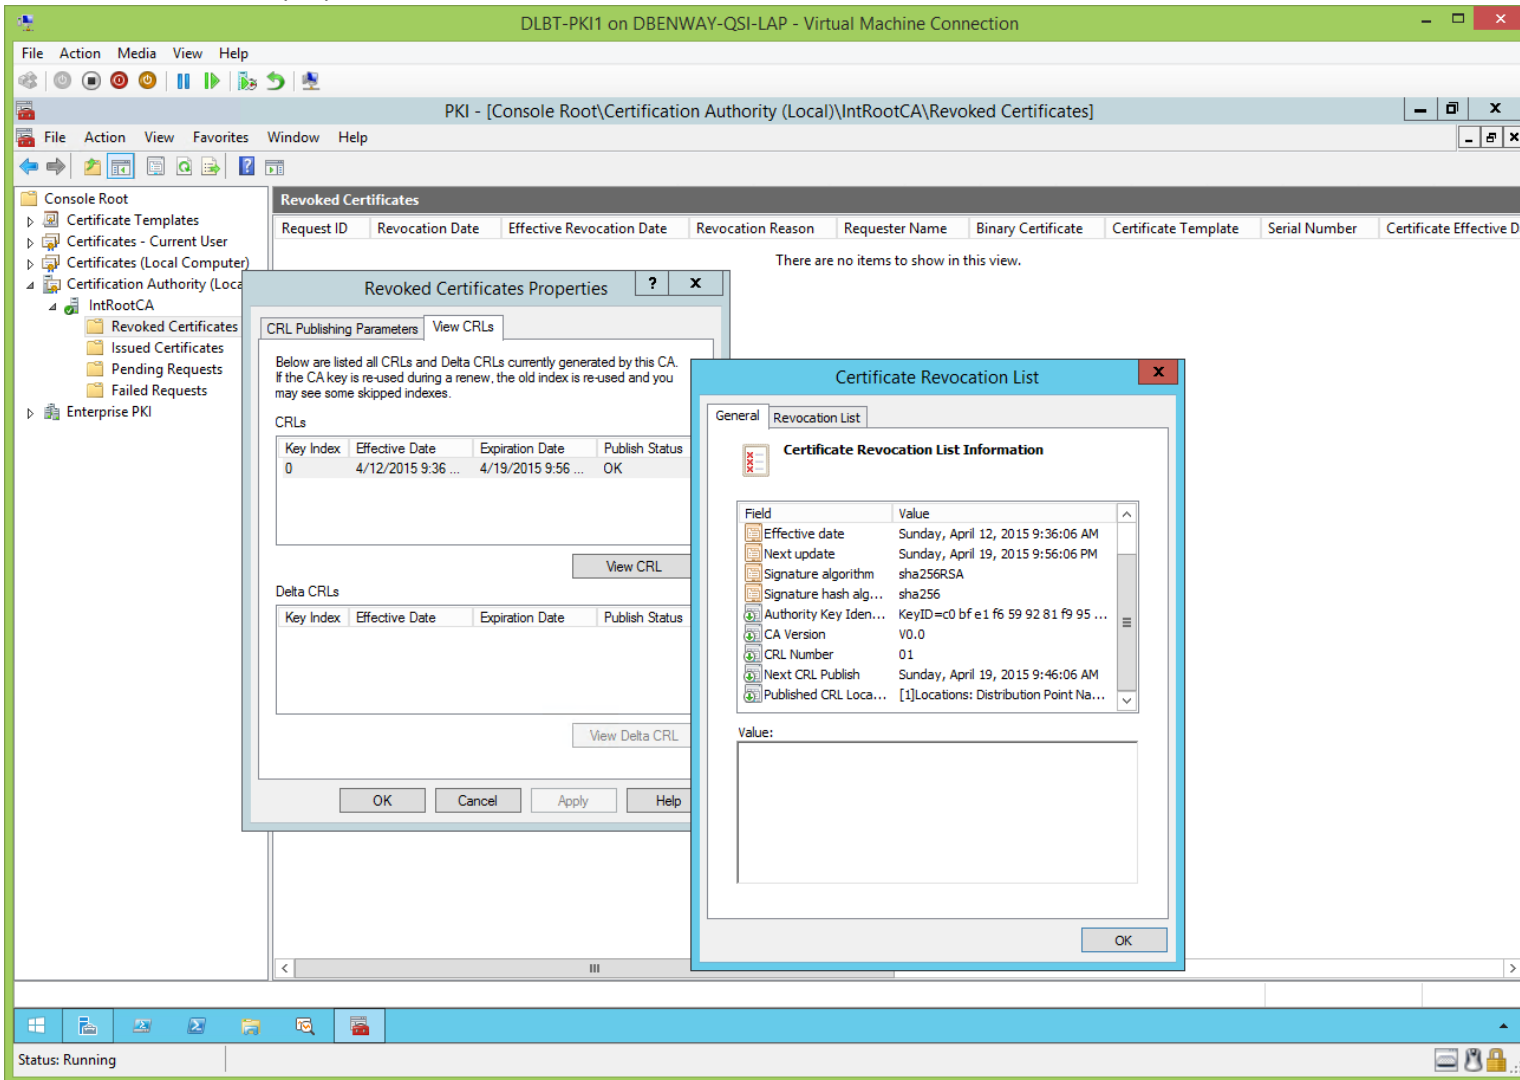 DLBT-PKI1 on DBENWAY-QSI-LAP - Virtual Machine Connection
File Action Media View Help
PKI - [Console Root\Certification Authority (Local)\IntRootCA\Revoked Certificates]
File Action View Favorites Window Help
Console Root
Certificate Templates
Certificates - Current User
Certificates (Local Computer)
Certification Authority (Loca
IntRootCA
Revoked Certificates
Issued Certificates
Pending Requests
Failed Requests
Enterprise PKI
Revoked Certificates
Request ID Revocation Date Effective Revocation Date Revocation Reason Requester Name Binary Certificate Certificate Template Serial Number Certificate Effective D
There are no items to show in this view.
Revoked Certificates Properties ? x
CRL Publishing Parameters View CRLs
Below are listed all CRLs and Delta CRLs currently generated by this CA.
If the CA key is re-used during a renew, the old index is re-used and you
may see some skipped indexes.
CRLs
Key Index Effective Date Expiration Date Publish Status
0 4/12/2015 9:36 ... 4/19/2015 9:56 ... OK
View CRL
Delta CRLs
Key Index Effective Date Expiration Date Publish Status
View Delta CRL
OK Cancel Apply Help
Certificate Revocation List x
General Revocation List
Certificate Revocation List Information
Field Value
Effective date Sunday, April 12, 2015 9:36:06 AM
Next update Sunday, April 19, 2015 9:56:06 PM
Signature algorithm sha256RSA
Signature hash alg... sha256
Authority Key Iden... KeyID=c0 bf e1 f6 59 92 81 f9 95 ...
CA Version V0.0
CRL Number 01
Next CRL Publish Sunday, April 19, 2015 9:46:06 AM
Published CRL Loca... [1]Locations: Distribution Point Na...
Value:
OK
Status: Running